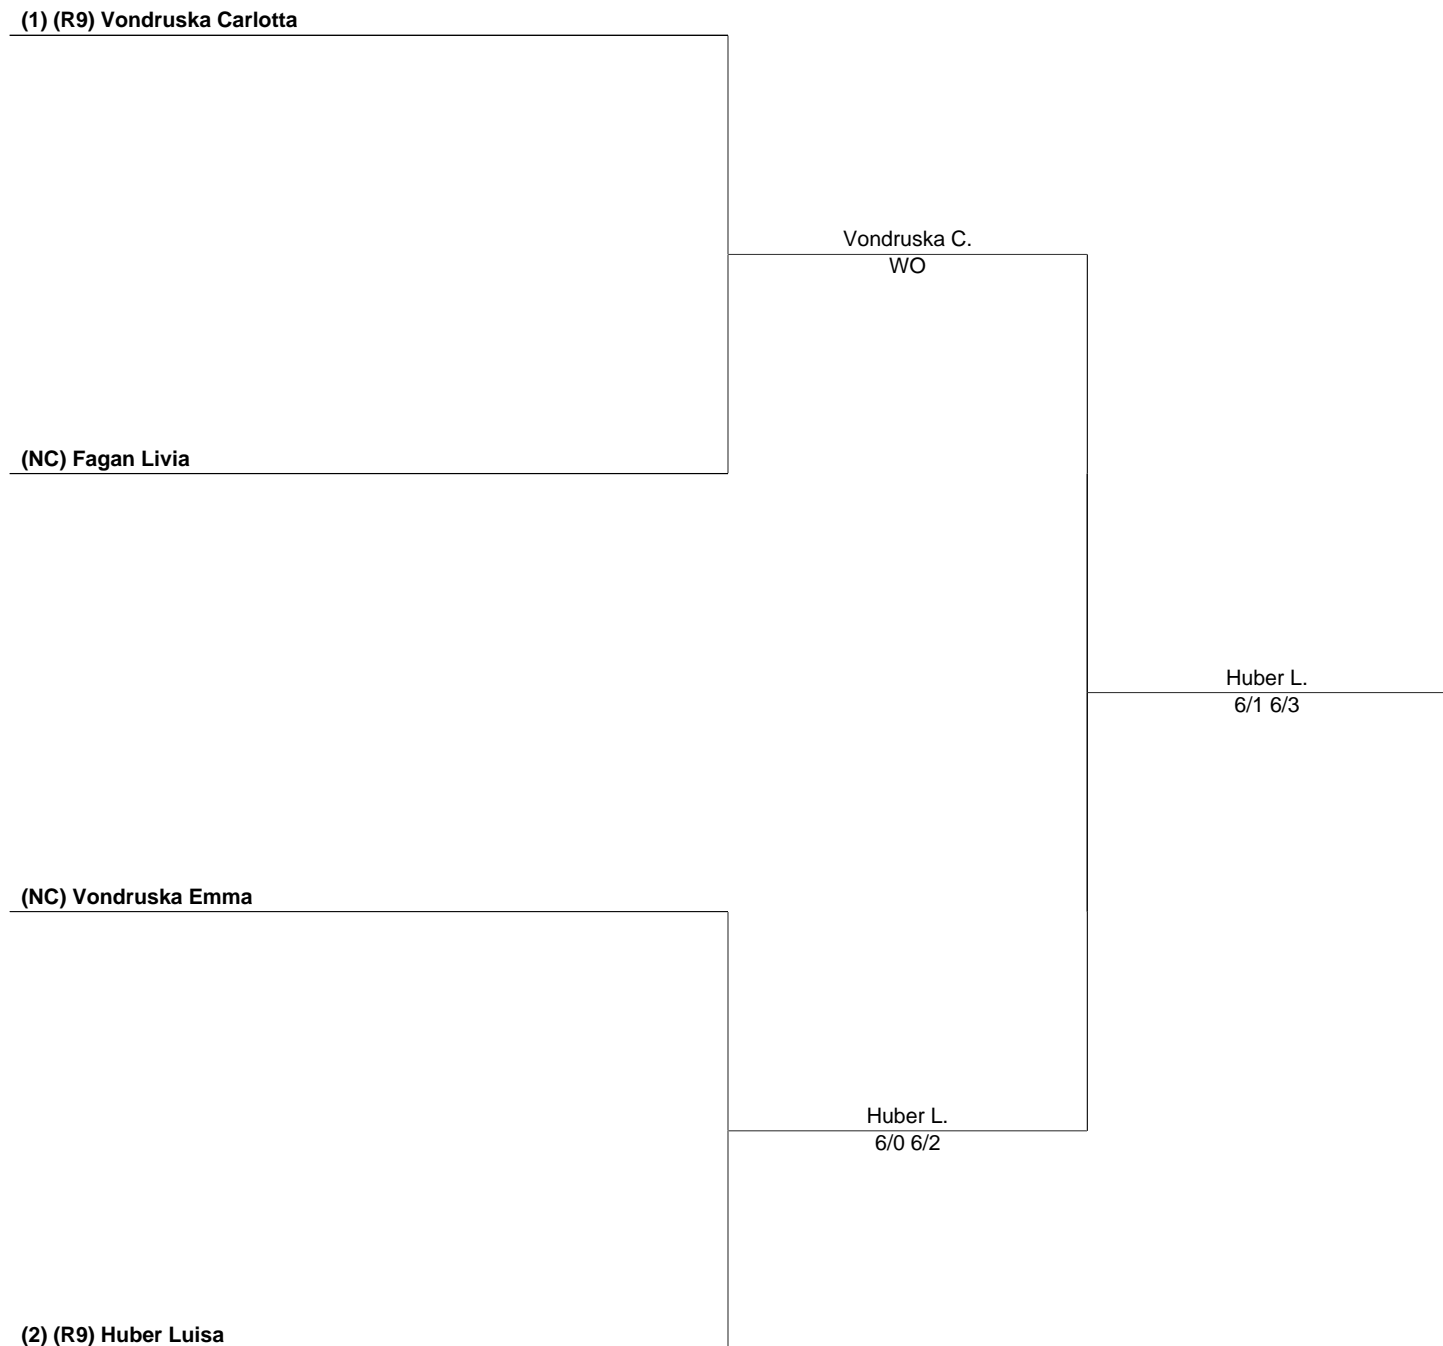 (1) (R9) Vondruska Carlotta
Vondruska C.
WO
(NC) Fagan Livia
Huber L.
6/1 6/3
(NC) Vondruska Emma
Huber L.
6/0 6/2
(2) (R9) Huber Luisa